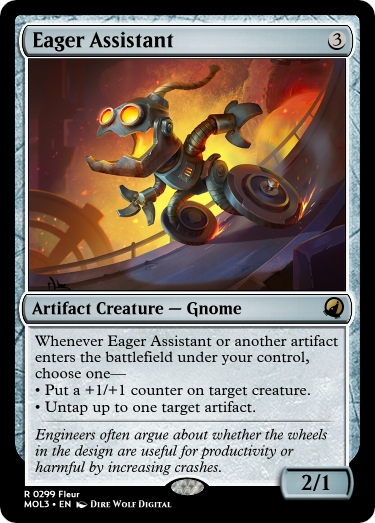 Eager Assistant 3
Artifact Creature — Gnome
Whenever Eager Assistant or another artifact
enters the battlefield under your control,
choose one—
• Put a +1/+1 counter on target creature.
• Untap up to one target artifact.
Engineers often argue about whether the wheels
in the design are useful for productivity or
harmful by increasing crashes.
2/1
R 0299 Fleur
MOL3 • EN Dire Wolf Digital